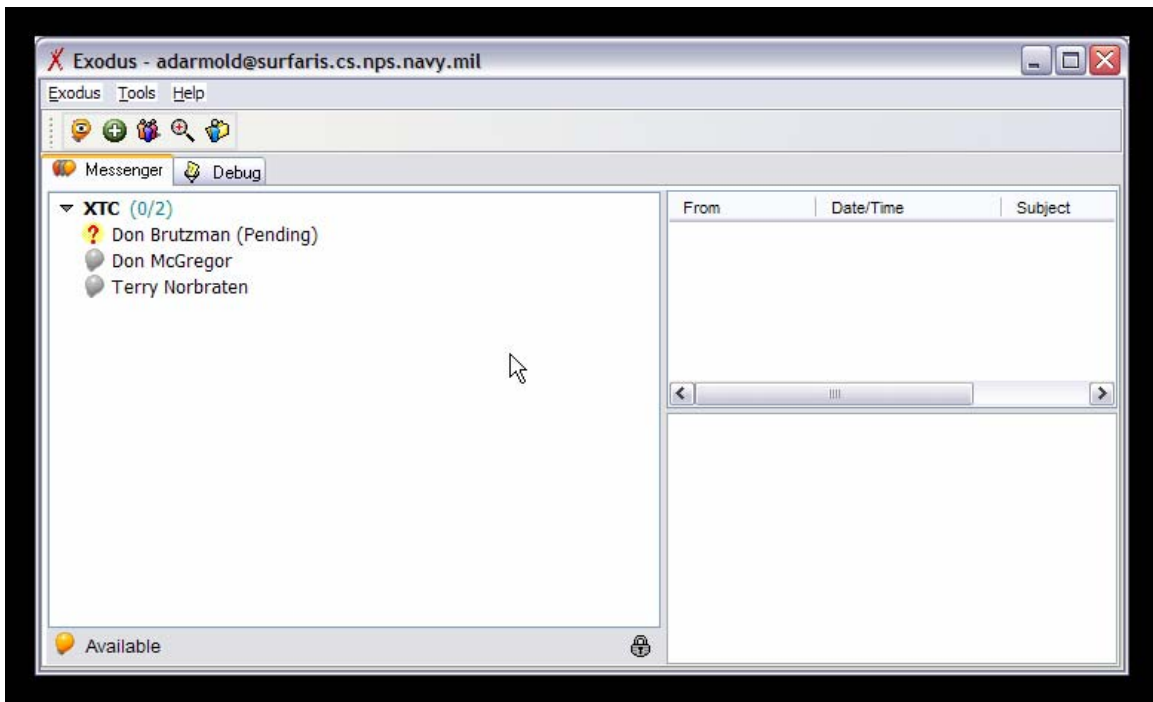 Exodus - adarmold@surfaris.cs.nps.navy.mil
Exodus Tools Help
Messenger Debug
XTC (0/2)
From Date/Time Subject
? Don Brutzman (Pending)
Don McGregor
Terry Norbraten
Available